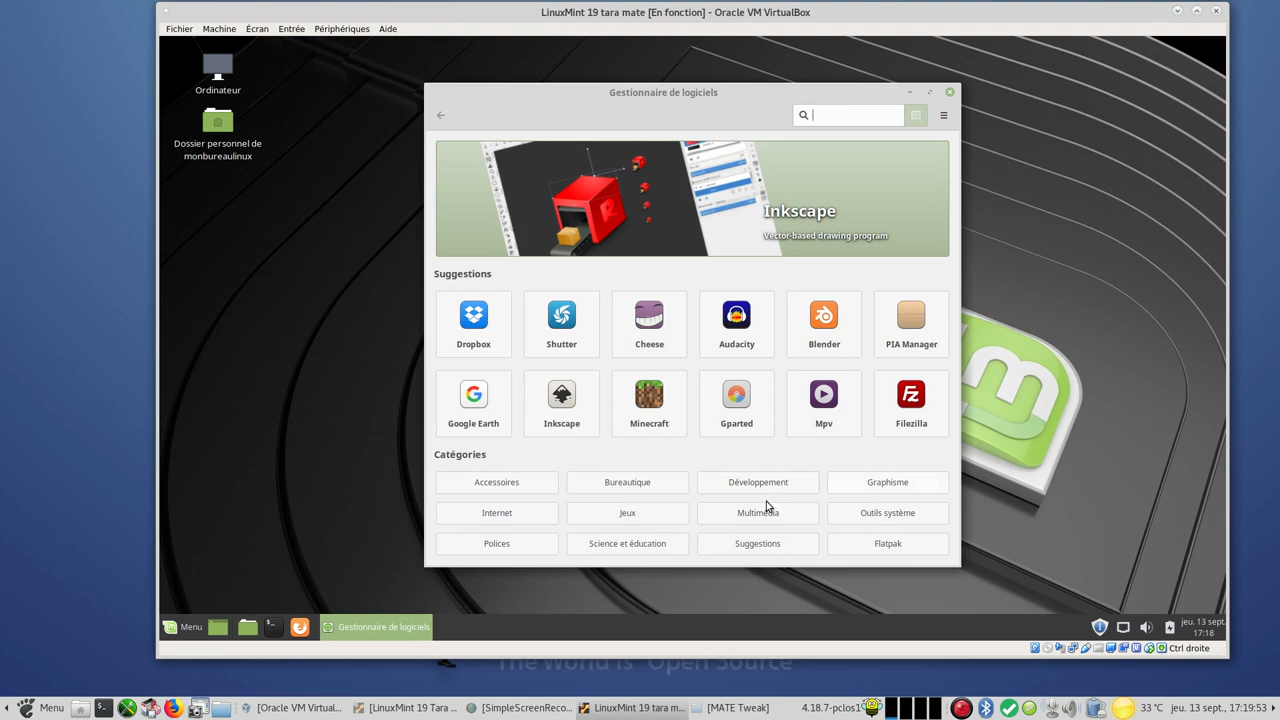 LinuxMint 19 tara mate [En fonction] - Oracle VM VirtualBox
Fichier Machine Écran Entrée Périphériques Aide
Ordinateur
Dossier personnel de
monbureaulinux
Gestionnaire de logiciels
Inkscape
Vector-based drawing program
Suggestions
Dropbox Shutter Cheese Audacity Blender PIA Manager
Google Earth Inkscape Minecraft Gparted Mpv Filezilla
Catégories
Accessoires Bureautique Développement Graphisme
Internet Jeux Multimédia Outils système
Polices Science et éducation Suggestions Flatpak
Menu Gestionnaire de logiciels jeu. 13 sept.
17:18
Ctrl droite
The World is Open Source
Menu [Oracle VM Virtual... [LinuxMint 19 Tara ... [SimpleScreenReco... LinuxMint 19 tara m... [MATE Tweak] 4.18.7-pclos1 33 °C jeu. 13 sept., 17:19:53